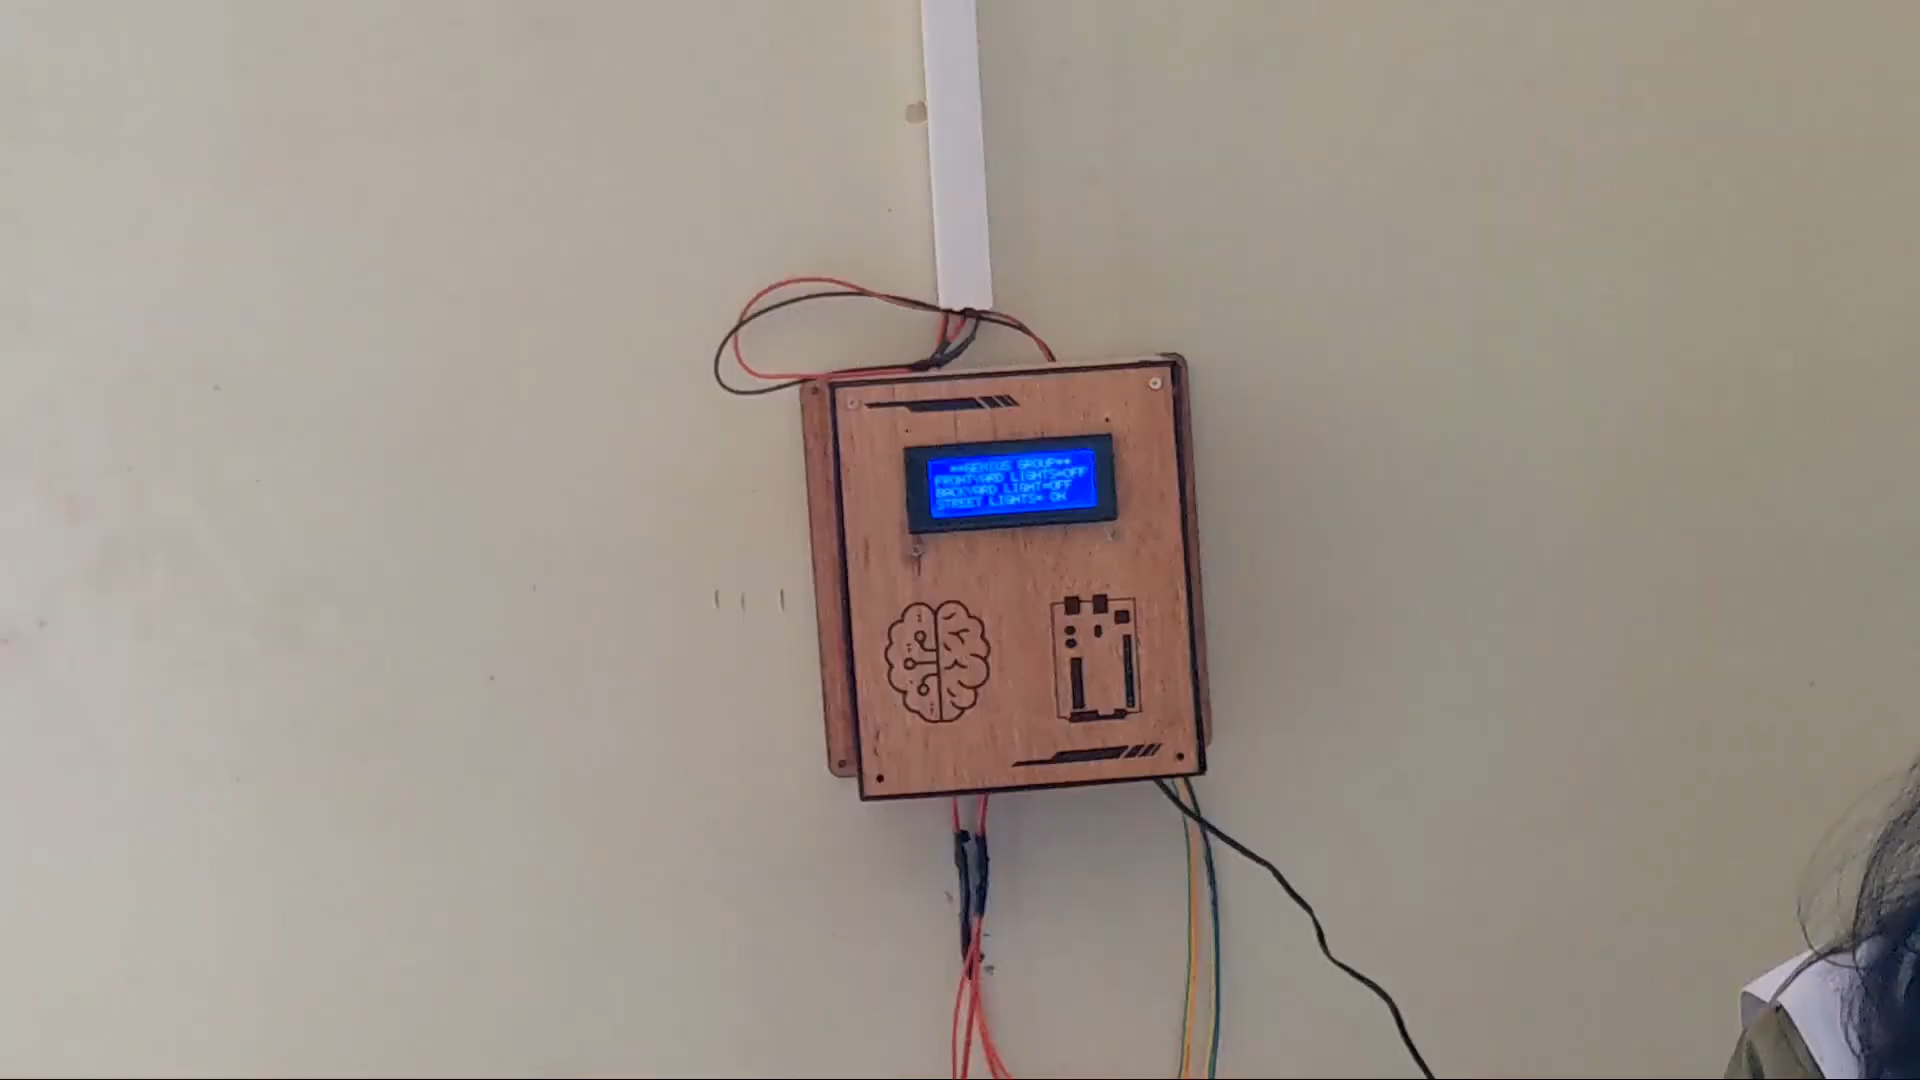 **GENIUS GROUP**
FRONTYARD LIGHTS=OFF
BACKYARD LIGHT=OFF
STREET LIGHTS= ON